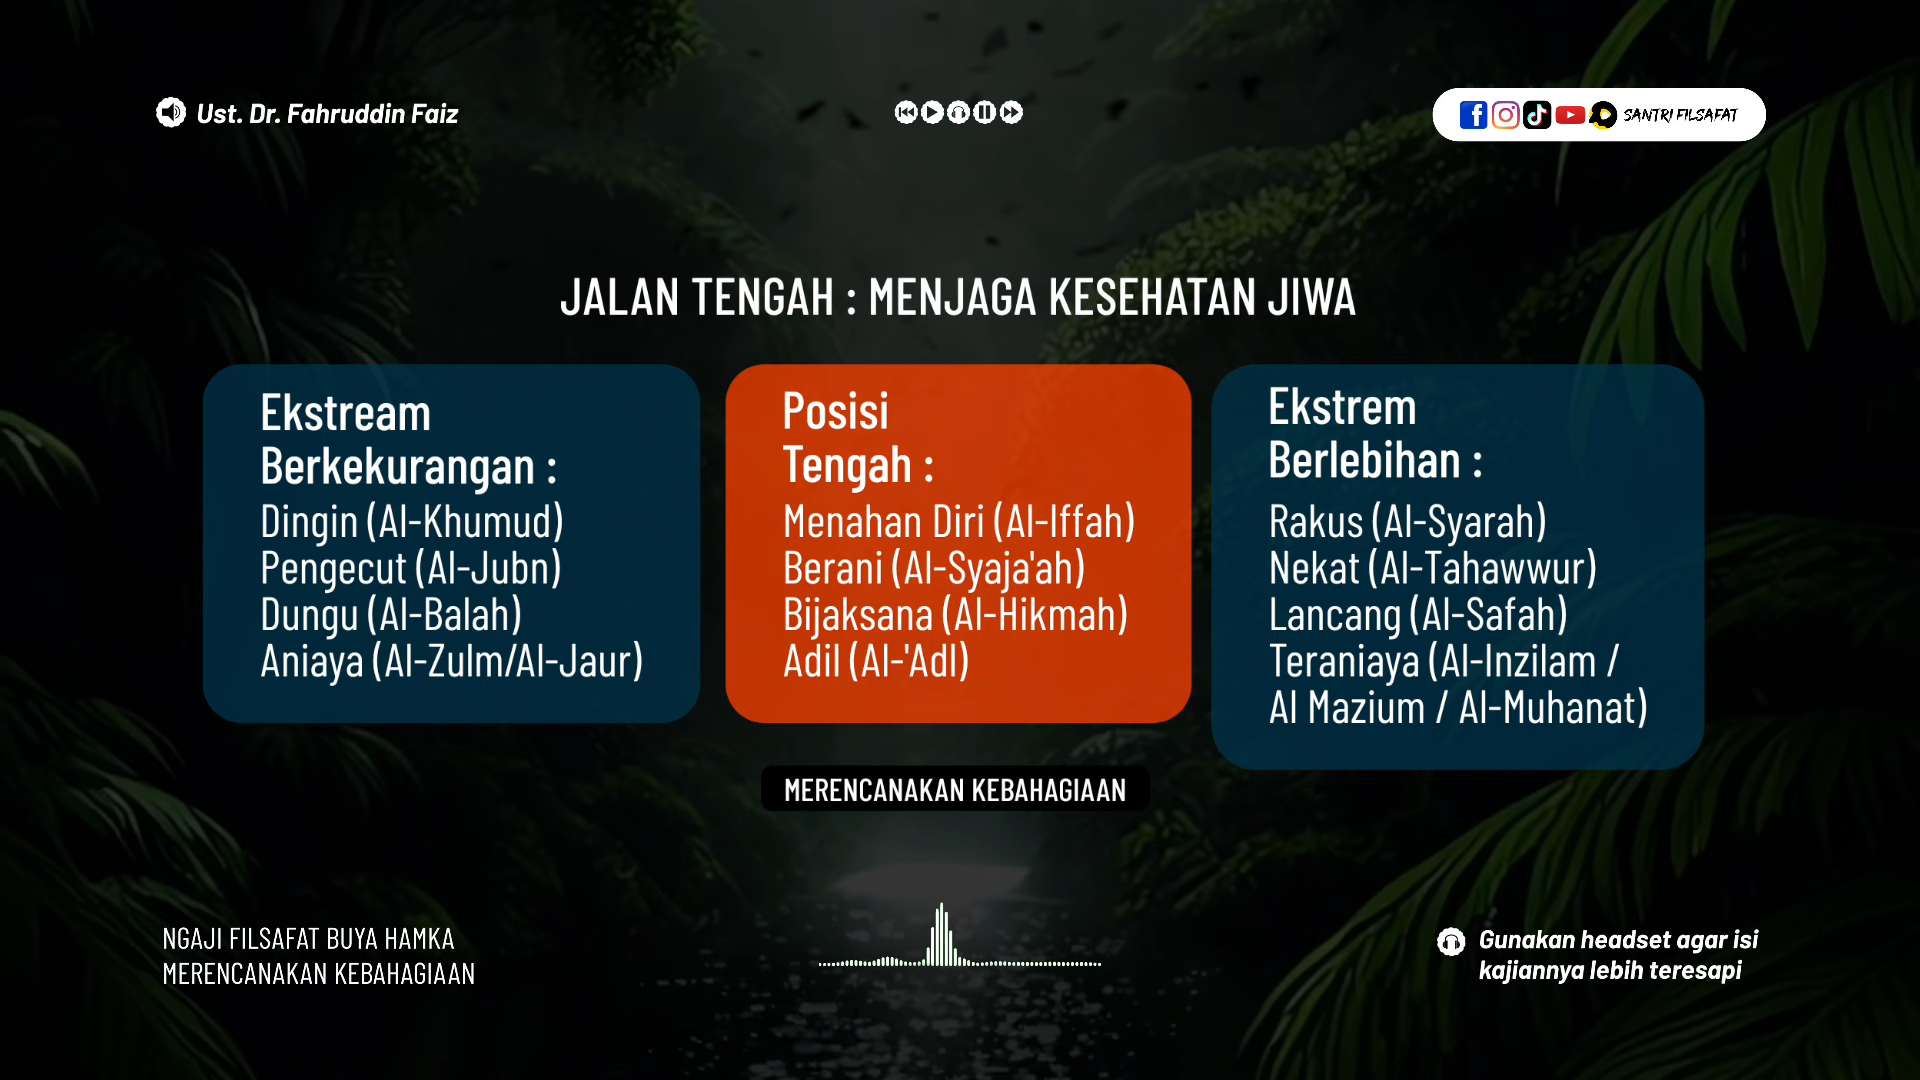 Ust. Dr. Fahruddin Faiz
SANTRI FILSAFAT
JALAN TENGAH : MENJAGA KESEHATAN JIWA
Ekstream
Berkekurangan :
Dingin (Al-Khumud)
Pengecut (Al-Jubn)
Dungu (Al-Balah)
Aniaya (Al-Zulm/Al-Jaur)
Posisi
Tengah :
Menahan Diri (Al-Iffah)
Berani (Al-Syaja'ah)
Bijaksana (Al-Hikmah)
Adil (Al-'Adl)
Ekstrem
Berlebihan :
Rakus (Al-Syarah)
Nekat (Al-Tahawwur)
Lancang (Al-Safah)
Teraniaya (Al-Inzilam /
Al Mazium / Al-Muhanat)
MERENCANAKAN KEBAHAGIAAN
NGAJI FILSAFAT BUYA HAMKA
MERENCANAKAN KEBAHAGIAAN
Gunakan headset agar isi
kajiannya lebih teresapi